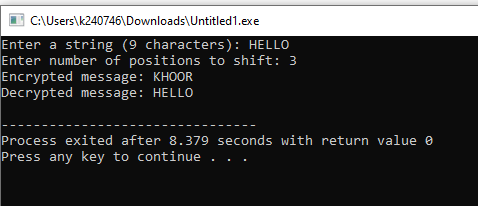 C:\Users\k240746\Downloads\Untitled1.exe
Enter a string (9 characters): HELLO
Enter number of positions to shift: 3
Encrypted message: KHOOR
Decrypted message: HELLO
--------------------------------
Process exited after 8.379 seconds with return value 0
Press any key to continue . . .